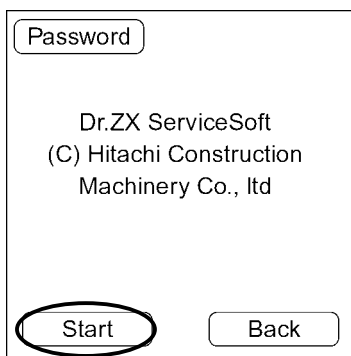 Password
Dr.ZX ServiceSoft
(C) Hitachi Construction
Machinery Co., ltd
Start Back